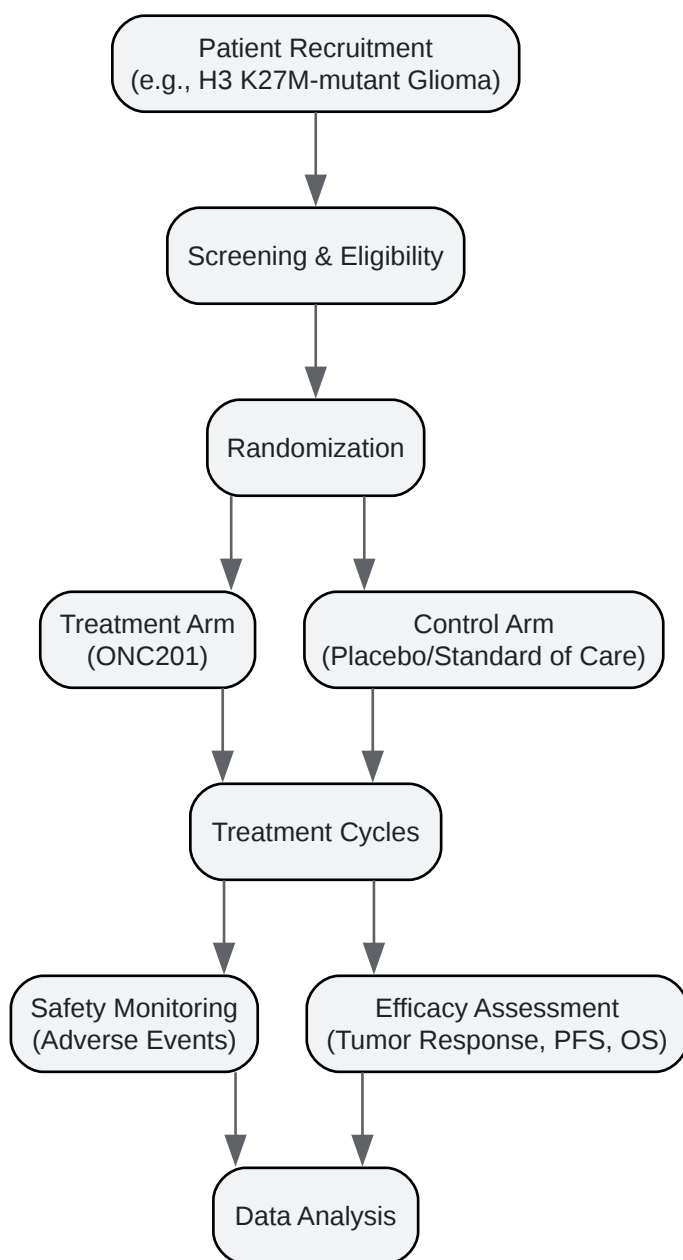 Patient Recruitment
(e.g., H3 K27M-mutant Glioma)
Screening & Eligibility
Randomization
Treatment Arm
(ONC201)
Control Arm
(Placebo/Standard of Care)
Treatment Cycles
Safety Monitoring
(Adverse Events)
Efficacy Assessment
(Tumor Response, PFS, OS)
Data Analysis